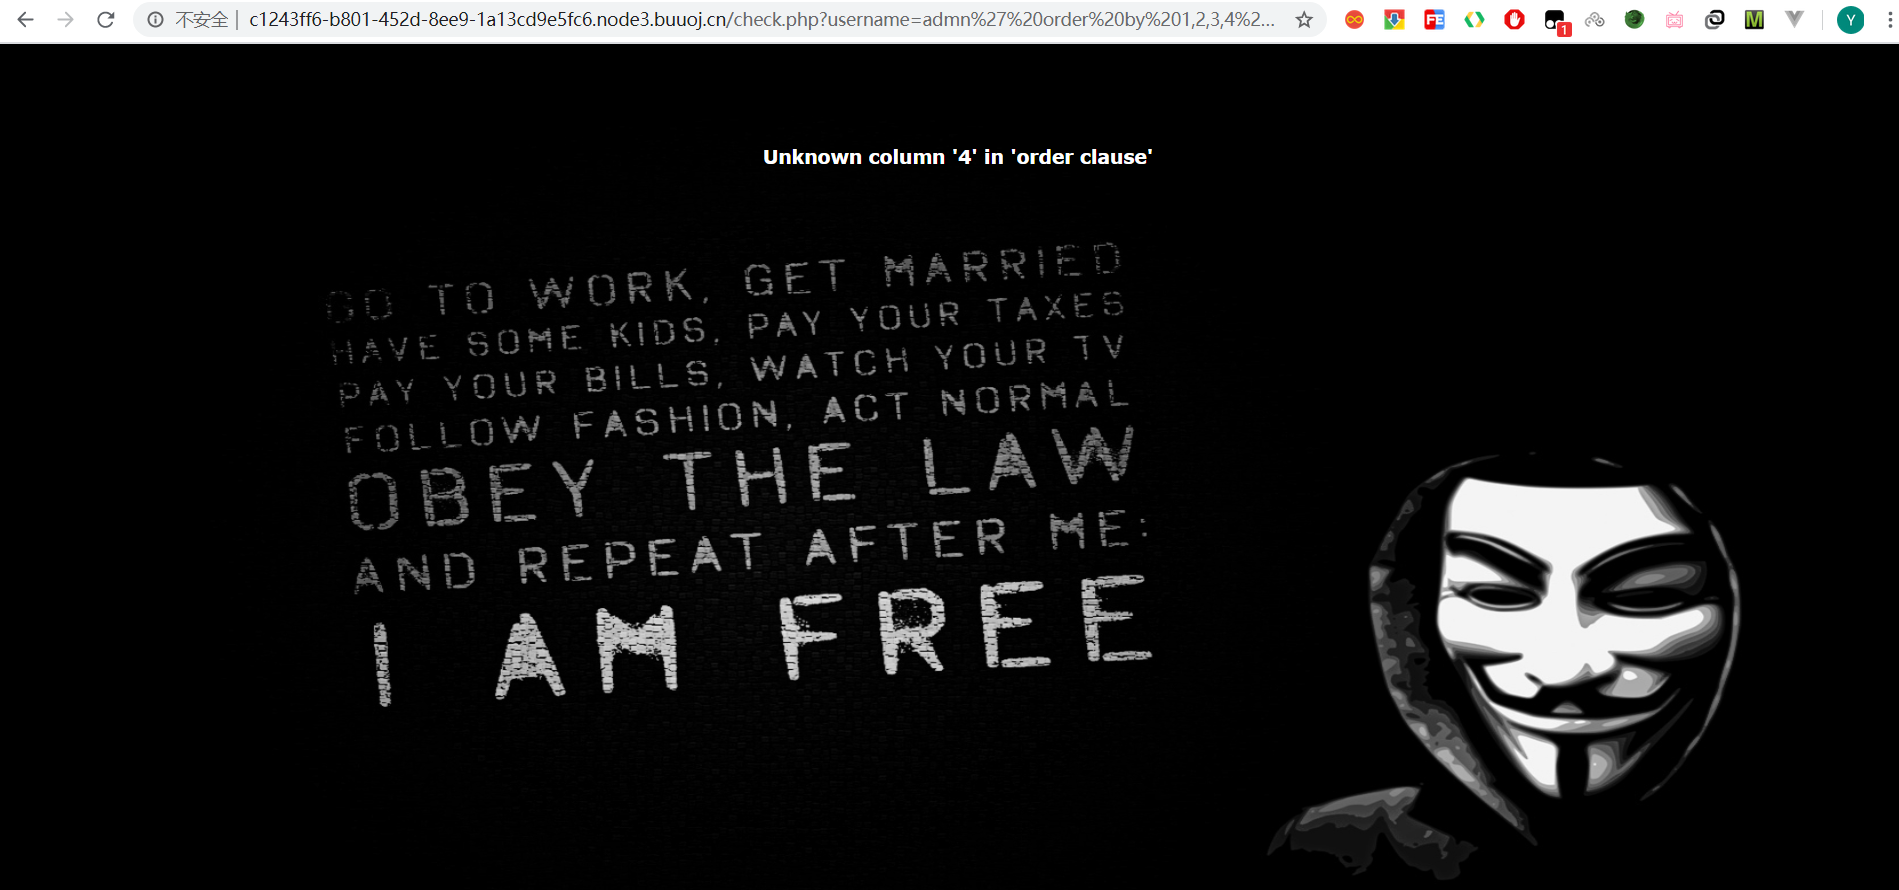 不安全 | c1243ff6-b801-452d-8ee9-1a13cd9e5fc6.node3.buuoj.cn/check.php?username=admn%27%20order%20by%201,2,3,4%2...
FE
1
M
Y
Unknown column '4' in 'order clause'
GO TO WORK, GET MARRIED
HAVE SOME KIDS, PAY YOUR TAXES
PAY YOUR BILLS, WATCH YOUR TV
FOLLOW FASHION, ACT NORMAL
OBEY THE LAW
AND REPEAT AFTER ME:
I AM FREE